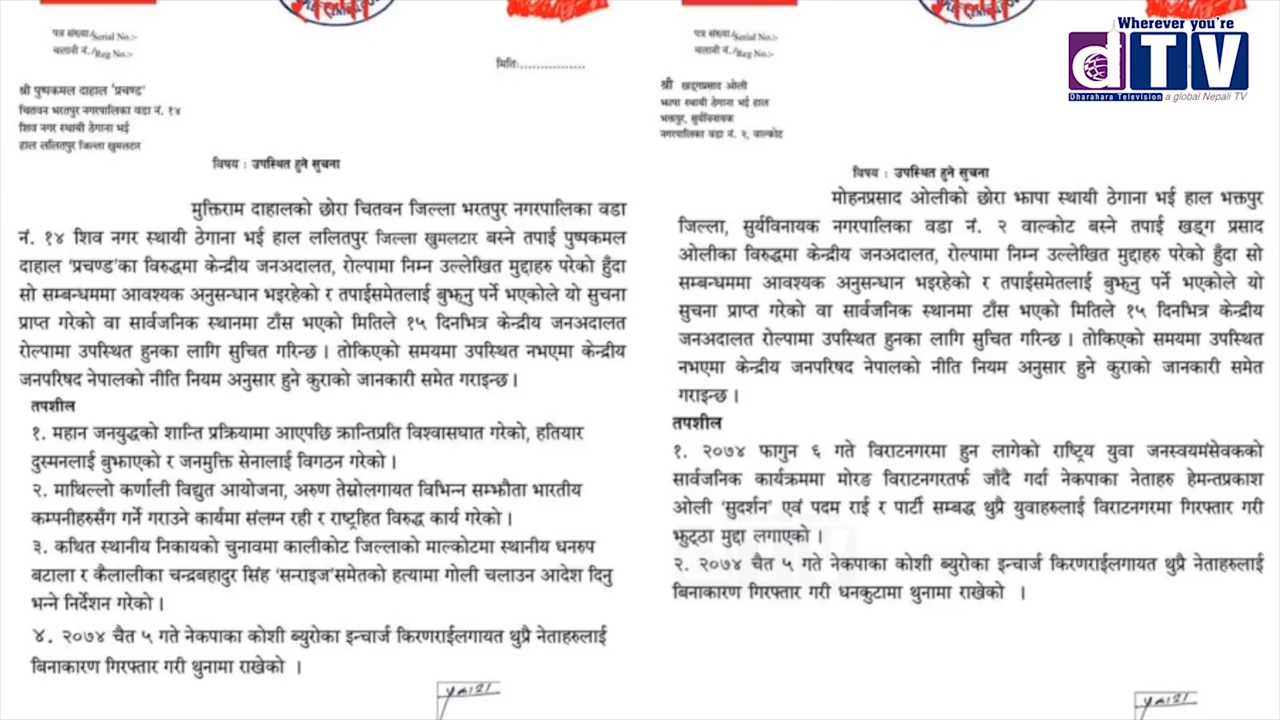 पत्र संख्या/Serial No.:-
चलानी नं./Reg No.:-
मितिः................
श्री पुष्पकमल दाहाल 'प्रचण्ड'
चितवन भरतपुर नगरपालिका वडा नं. १४
शिव नगर स्थायी ठेगाना भई
हाल ललितपुर जिल्ला खुमलटार
विषय : उपस्थित हुने सुचना
मुक्तिराम दाहालको छोरा चितवन जिल्ला भरतपुर नगरपालिका वडा
नं. १४ शिव नगर स्थायी ठेगाना भई हाल ललितपुर जिल्ला खुमलटार बस्ने तपाई पुष्पकमल
दाहाल 'प्रचण्ड'का विरुद्धमा केन्द्रीय जनअदालत, रोल्पामा निम्न उल्लेखित मुद्दाहरु परेको हुँदा
सो सम्बन्धममा आवश्यक अनुसन्धान भइरहेको र तपाईसमेतलाई बुझ्नु पर्ने भएकोले यो सुचना
प्राप्त गरेको वा सार्वजनिक स्थानमा टाँस भएको मितिले १५ दिनभित्र केन्द्रीय जनअदालत
रोल्पामा उपस्थित हुनका लागि सुचित गरिन्छ । तोकिएको समयमा उपस्थित नभएमा केन्द्रीय
जनपरिषद नेपालको नीति नियम अनुसार हुने कुराको जानकारी समेत गराइन्छ ।
तपशील
१. महान जनयुद्धको शान्ति प्रक्रियामा आएपछि क्रान्तिप्रति विश्वासघात गरेको, हतियार
दुस्मनलाई बुझाएको र जनमुक्ति सेनालाई विगठन गरेको ।
२. माथिल्लो कर्णाली विद्युत आयोजना, अरुण तेस्रोलगायत विभिन्न सम्झौता भारतीय
कम्पनीहरुसँग गर्ने गराउने कार्यमा संलग्न रही र राष्ट्रहित विरुद्ध कार्य गरेको ।
३. कथित स्थानीय निकायको चुनावमा कालीकोट जिल्लाको माल्कोटमा स्थानीय धनरुप
बटाला र कैलालीका चन्द्रबहादुर सिंह 'सन्राइज'समेतको हत्यामा गोली चलाउन आदेश दिनु
भन्ने निर्देशन गरेको ।
४. २०७४ चैत ५ गते नेकपाका कोशी ब्युरोका इन्चार्ज किरणराईलगायत थुप्रै नेताहरुलाई
बिनाकारण गिरफ्तार गरी थुनामा राखेको ।
पत्र संख्या/Serial No.:-
चलानी नं./Reg No.:-
श्री खड्गप्रसाद ओली
झापा स्थायी ठेगाना भई हाल
भक्तपुर, सुर्यविनायक
नगरपालिका वडा नं. २, वाल्कोट
विषय : उपस्थित हुने सुचना
मोहनप्रसाद ओलीको छोरा झापा स्थायी ठेगाना भई हाल भक्तपुर
जिल्ला, सुर्यविनायक नगरपालिका वडा नं. २ वाल्कोट बस्ने तपाई खड्ग प्रसाद
ओलीका विरुद्धमा केन्द्रीय जनअदालत, रोल्पामा निम्न उल्लेखित मुद्दाहरु परेको हुँदा सो
सम्बन्धममा आवश्यक अनुसन्धान भइरहेको र तपाईसमेतलाई बुझ्नु पर्ने भएकोले यो
सुचना प्राप्त गरेको वा सार्वजनिक स्थानमा टाँस भएको मितिले १५ दिनभित्र केन्द्रीय
जनअदालत रोल्पामा उपस्थित हुनका लागि सुचित गरिन्छ । तोकिएको समयमा उपस्थित
नभएमा केन्द्रीय जनपरिषद नेपालको नीति नियम अनुसार हुने कुराको जानकारी समेत
गराइन्छ ।
तपशील
१. २०७४ फागुन ६ गते विराटनगरमा हुन लागेको राष्ट्रिय युवा जनस्वयमंसेवकको
सार्वजनिक कार्यक्रममा मोरङ विराटनगरतर्फ जाँदै गर्दा नेकपाका नेताहरु हेमन्तप्रकाश
ओली 'सुदर्शन' एवं पदम राई र पार्टी सम्बद्ध थुप्रै युवाहरुलाई विराटनगरमा गिरफ्तार गरी
झुट्ठा मुद्दा लगाएको ।
२. २०७४ चैत ५ गते नेकपाका कोशी ब्युरोका इन्चार्ज किरणराईलगायत थुप्रै नेताहरुलाई
बिनाकारण गिरफ्तार गरी धनकुटामा थुनामा राखेको ।
Wherever you're
dTV
Dharahara Television a global Nepali TV